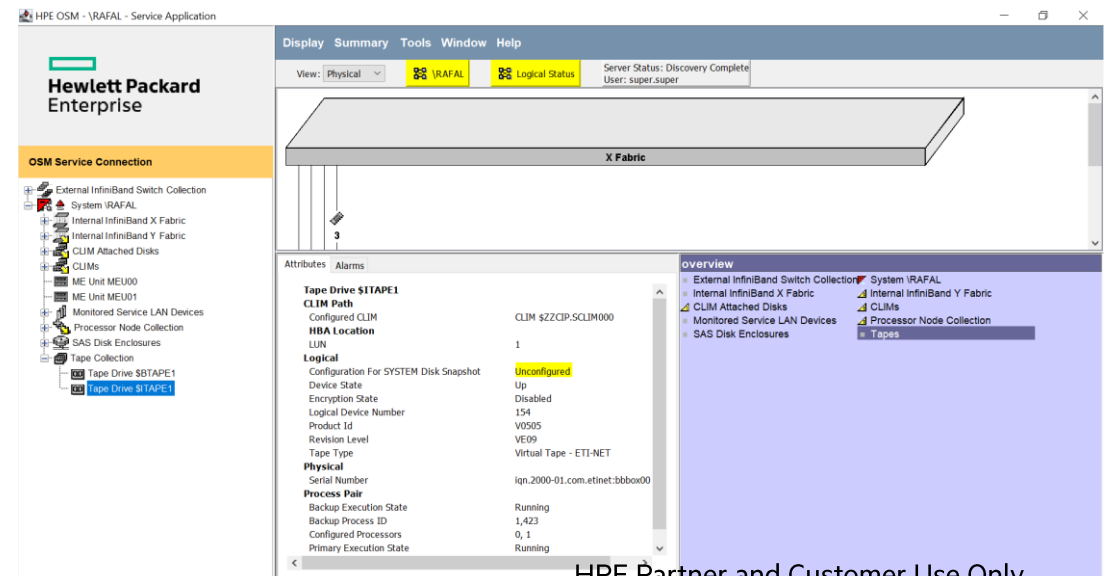 HPE OSM - \RAFAL - Service Application
Hewlett Packard
Enterprise
OSM Service Connection
External InfiniBand Switch Collection
System \RAFAL
Internal InfiniBand X Fabric
Internal InfiniBand Y Fabric
CLIM Attached Disks
CLIMs
ME Unit MEU00
ME Unit MEU01
Monitored Service LAN Devices
Processor Node Collection
SAS Disk Enclosures
Tape Collection
Tape Drive $BTAPE1
Tape Drive $ITAPE1
Display Summary Tools Window Help
View: Physical \RAFAL Logical Status Server Status: Discovery Complete
User: super.super
X Fabric
3
Attributes Alarms
Tape Drive $ITAPE1
CLIM Path
Configured CLIM CLIM $ZZCIP.SCLIM000
HBA Location
LUN 1
Logical
Configuration For SYSTEM Disk Snapshot Unconfigured
Device State Up
Encryption State Disabled
Logical Device Number 154
Product Id V0505
Revision Level VE09
Tape Type Virtual Tape - ETI-NET
Physical
Serial Number iqn.2000-01.com.etinet:bbbox00
Process Pair
Backup Execution State Running
Backup Process ID 1,423
Configured Processors 0, 1
Primary Execution State Running
overview
External InfiniBand Switch Collection System \RAFAL
Internal InfiniBand X Fabric Internal InfiniBand Y Fabric
CLIM Attached Disks CLIMs
Monitored Service LAN Devices Processor Node Collection
SAS Disk Enclosures Tapes
HPE Partner and Customer Use Only